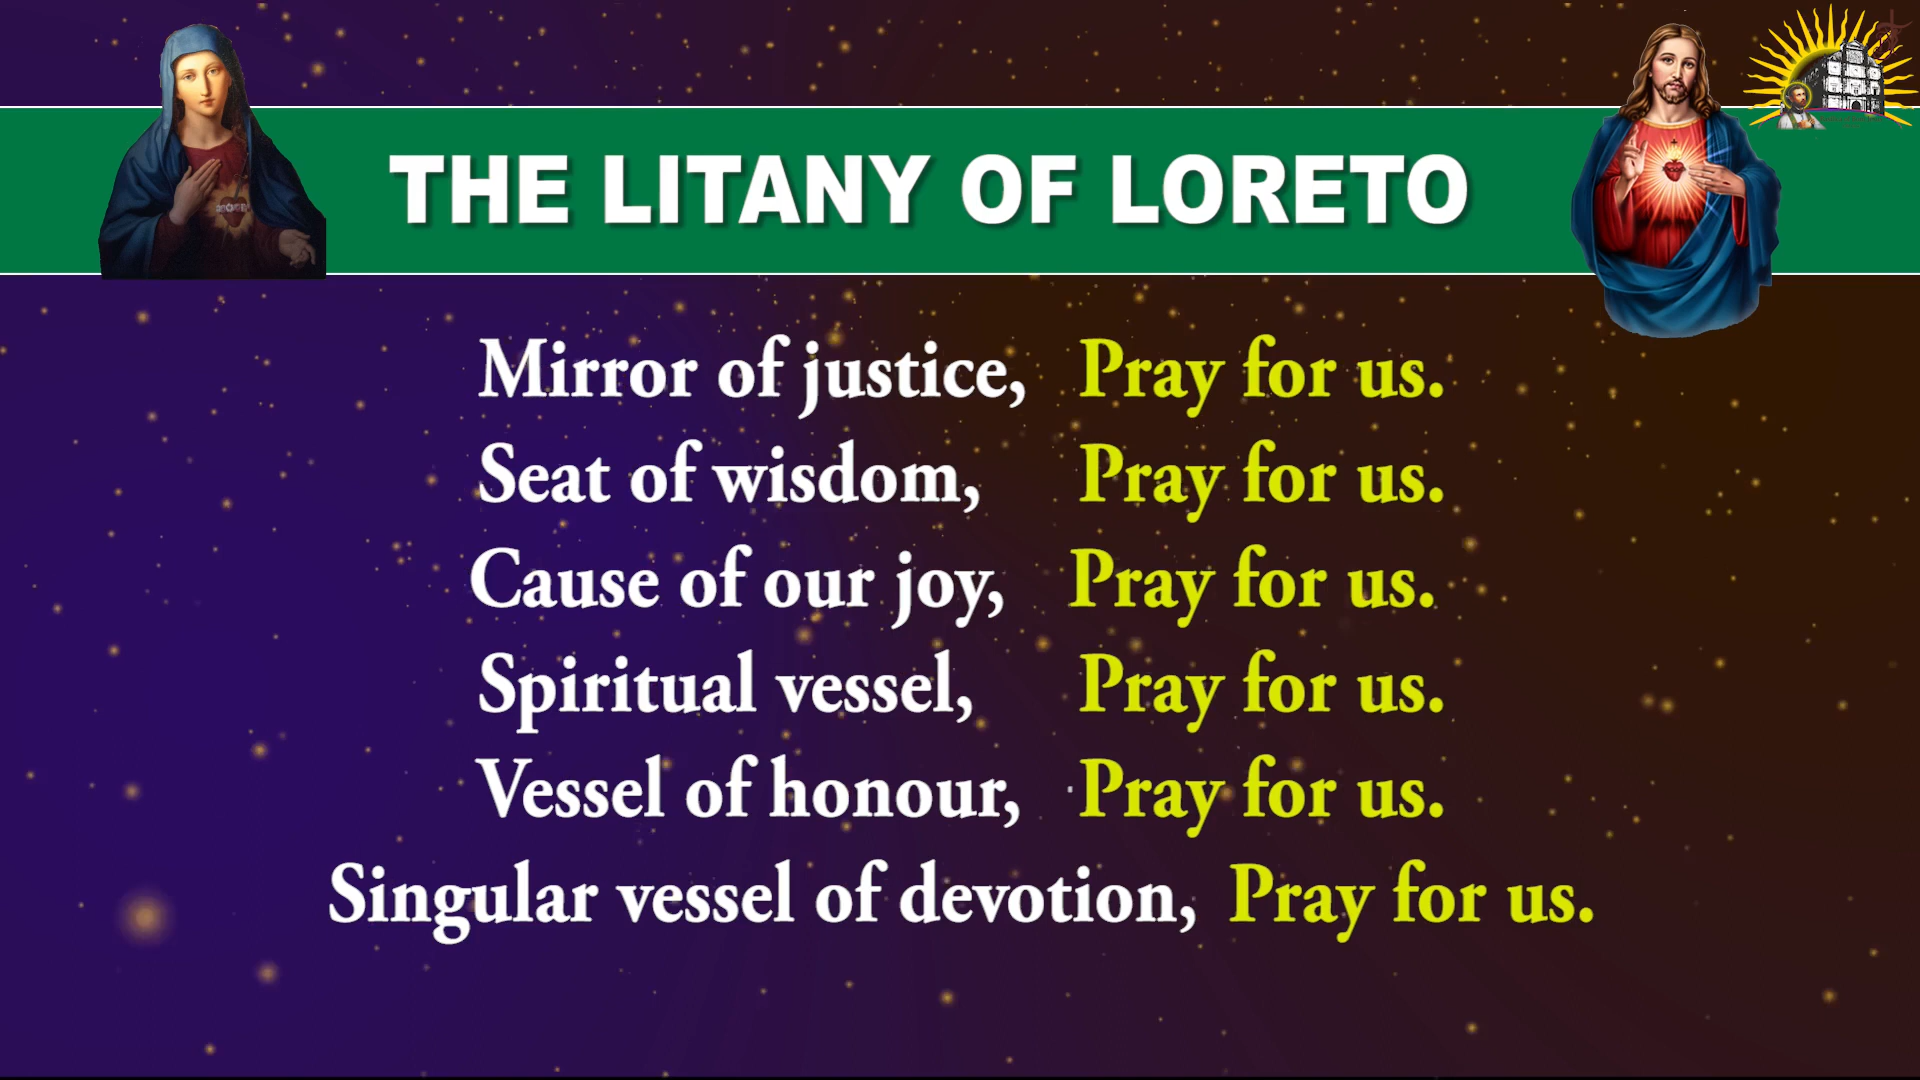 THE LITANY OF LORETO
Mirror of justice, Pray for us.
Seat of wisdom, Pray for us.
Cause of our joy, Pray for us.
Spiritual vessel, Pray for us.
Vessel of honour, Pray for us.
Singular vessel of devotion, Pray for us.